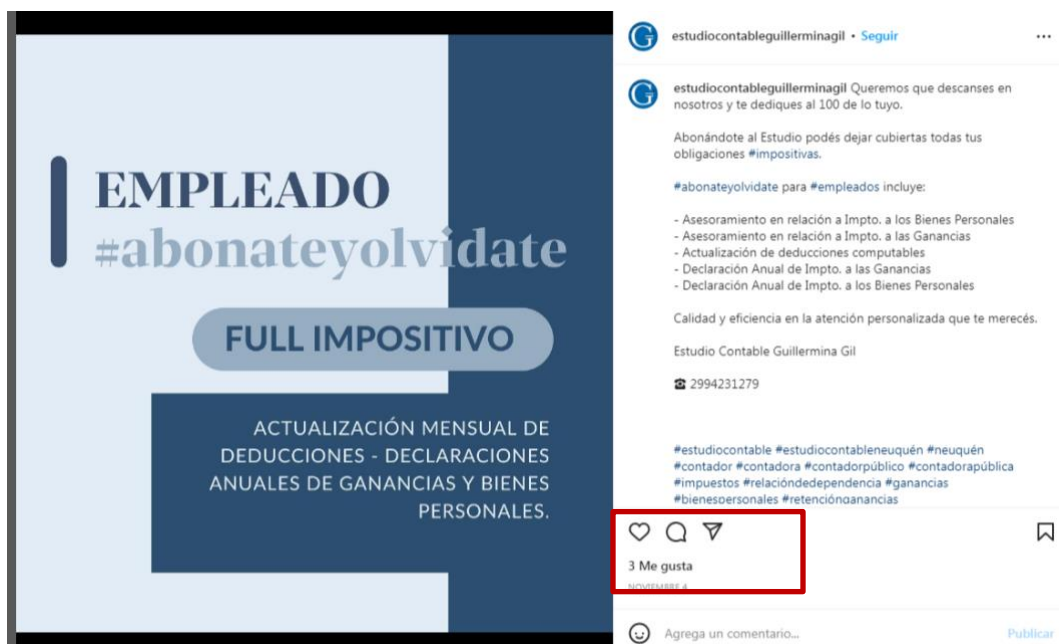 EMPLEADO
#abonateyolvidate
FULL IMPOSITIVO
ACTUALIZACIÓN MENSUAL DE
DEDUCCIONES - DECLARACIONES
ANUALES DE GANANCIAS Y BIENES
PERSONALES.
estudiocontableguillerminagil • Seguir
estudiocontableguillerminagil Queremos que descanses en
nosotros y te dediques al 100 de lo tuyo.
Abonándote al Estudio podés dejar cubiertas todas tus
obligaciones #impositivas.
#abonateyolvidate para #empleados incluye:
- Asesoramiento en relación a Impto. a los Bienes Personales
- Asesoramiento en relación a Impto. a las Ganancias
- Actualización de deducciones computables
- Declaración Anual de Impto. a las Ganancias
- Declaración Anual de Impto. a los Bienes Personales
Calidad y eficiencia en la atención personalizada que te merecés.
Estudio Contable Guillermina Gil
☎ 2994231279
#estudiocontable #estudiocontableneuquén #neuquén
#contador #contadora #contadorpúblico #contadorapública
#impuestos #relacióndedependencia #ganancias
#bienespersonales #retenciónganancias
3 Me gusta
NOVIEMBRE 4
Agrega un comentario...
Publicar